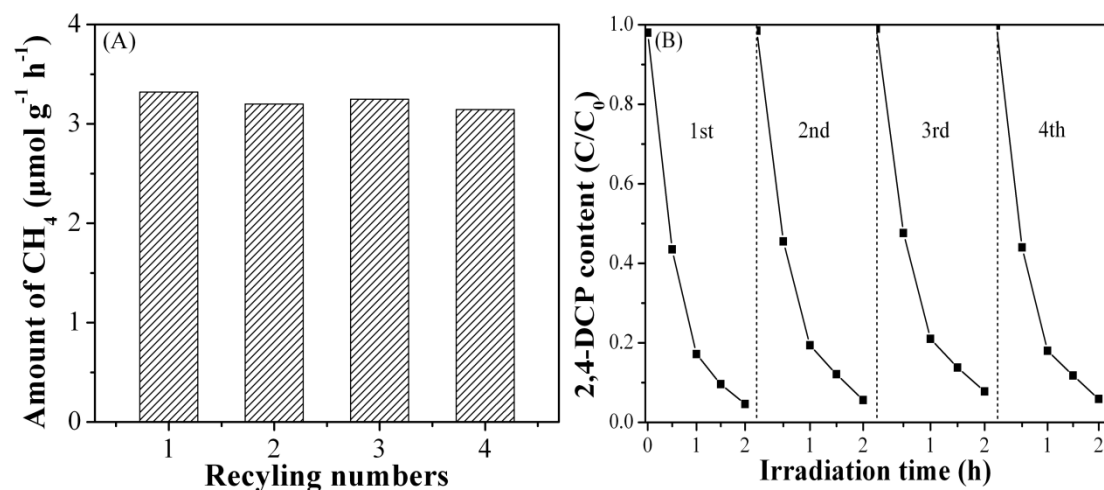 (A)
Amount of CH₄ (μmol g⁻¹ h⁻¹)
4
3
2
1
0
1 2 3 4
Recyling numbers
(B)
2,4-DCP content (C/C₀)
1.0
0.8
0.6
0.4
0.2
0.0
1st 2nd 3rd 4th
0 1 2 1 2 1 2 1 2
Irradiation time (h)